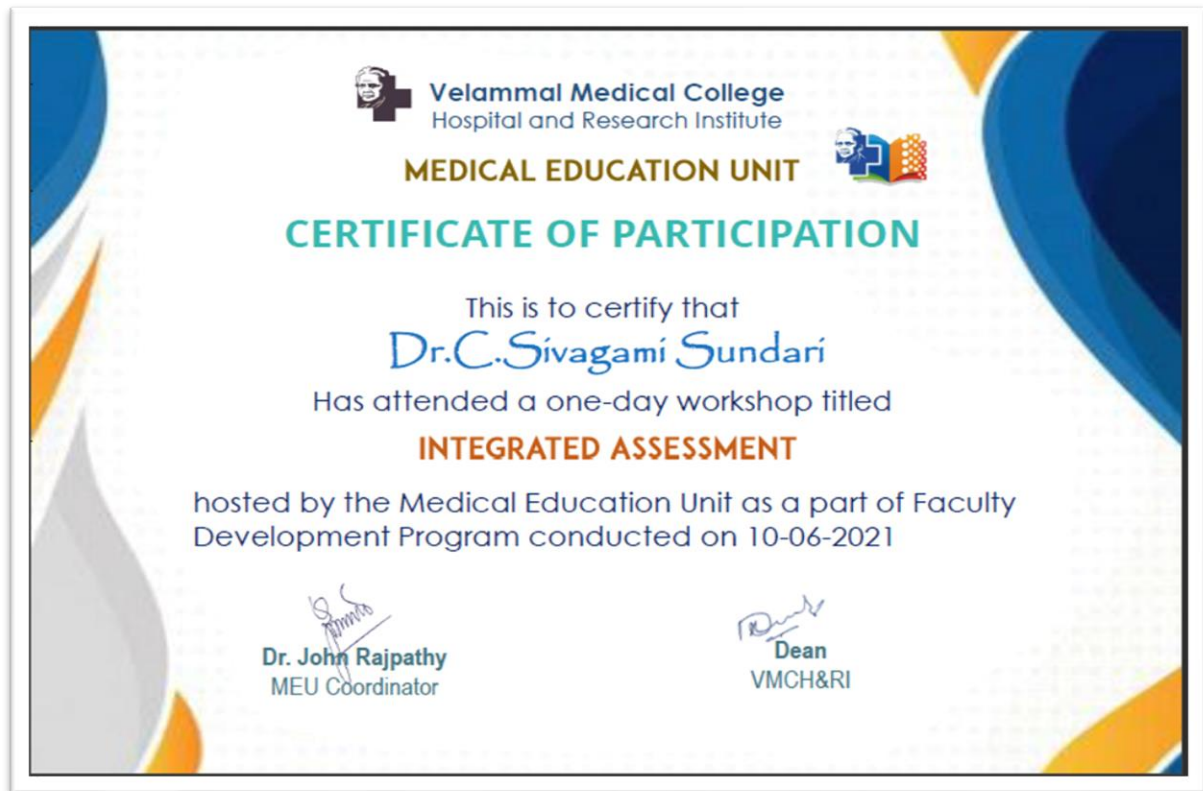 Velammal Medical College
Hospital and Research Institute
MEDICAL EDUCATION UNIT
CERTIFICATE OF PARTICIPATION
This is to certify that
Dr.C.Sivagami Sundari
Has attended a one-day workshop titled
INTEGRATED ASSESSMENT
hosted by the Medical Education Unit as a part of Faculty
Development Program conducted on 10-06-2021
Dr. John Rajpathy
MEU Coordinator
Dean
VMCH&RI